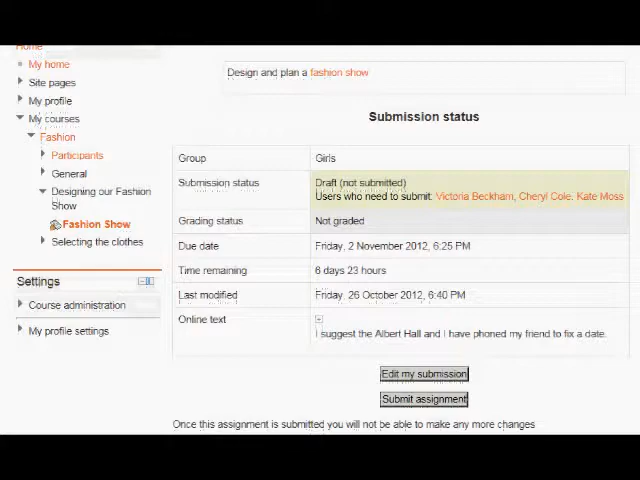 Home
My home
Site pages
My profile
My courses
Fashion
Participants
General
Designing our Fashion
Show
Fashion Show
Selecting the clothes
Settings
Course administration
My profile settings
Design and plan a fashion show
Submission status
Group Girls
Submission status Draft (not submitted)
Users who need to submit: Victoria Beckham, Cheryl Cole, Kate Moss
Grading status Not graded
Due date Friday, 2 November 2012, 6:25 PM
Time remaining 6 days 23 hours
Last modified Friday, 26 October 2012, 6:40 PM
Online text
I suggest the Albert Hall and I have phoned my friend to fix a date.
Edit my submission
Submit assignment
Once this assignment is submitted you will not be able to make any more changes